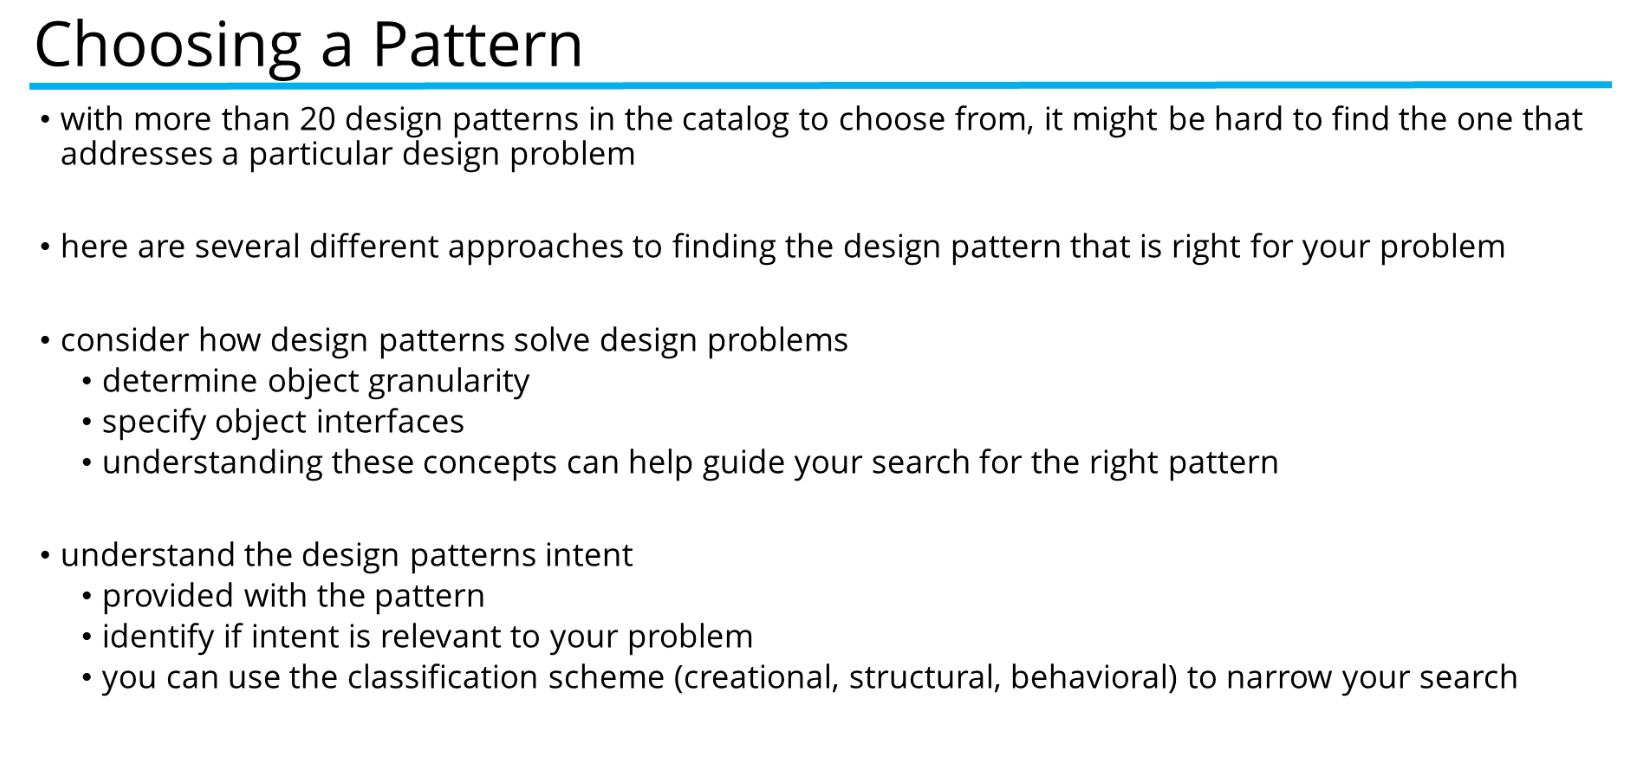 Choosing a Pattern
• with more than 20 design patterns in the catalog to choose from, it might be hard to find the one that
addresses a particular design problem
• here are several different approaches to finding the design pattern that is right for your problem
• consider how design patterns solve design problems
• determine object granularity
• specify object interfaces
• understanding these concepts can help guide your search for the right pattern
• understand the design patterns intent
• provided with the pattern
• identify if intent is relevant to your problem
• you can use the classification scheme (creational, structural, behavioral) to narrow your search